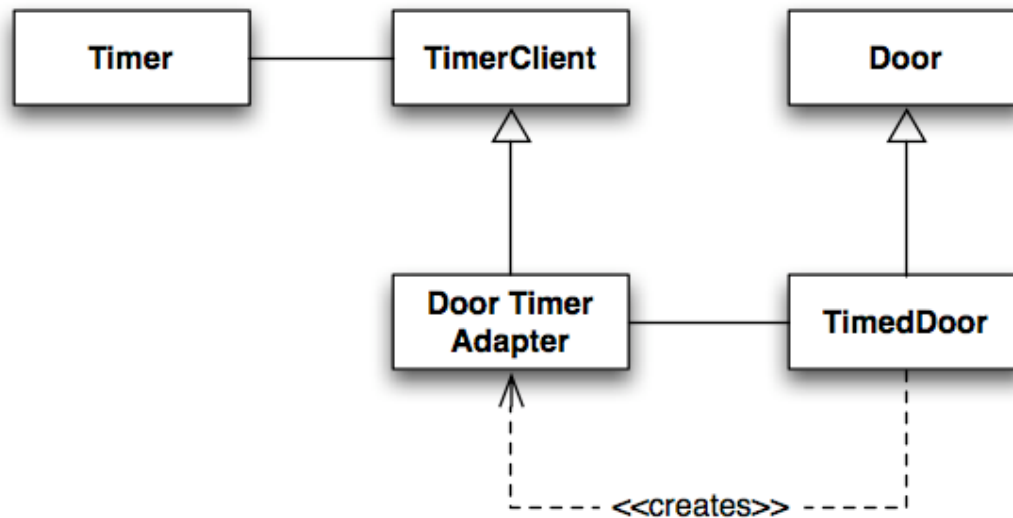 Timer
TimerClient
Door
Door Timer
Adapter
TimedDoor
<<creates>>